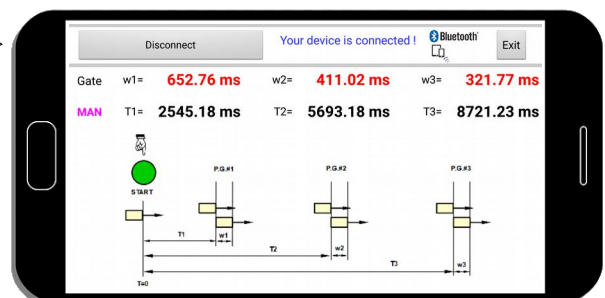 Disconnect
Your device is connected !
Bluetooth
Exit
Gate w1= 652.76 ms w2= 411.02 ms w3= 321.77 ms
MAN T1= 2545.18 ms T2= 5693.18 ms T3= 8721.23 ms
START
P.G.#1
P.G.#2
P.G.#3
T1
w1
T2
w2
T3
w3
T=0